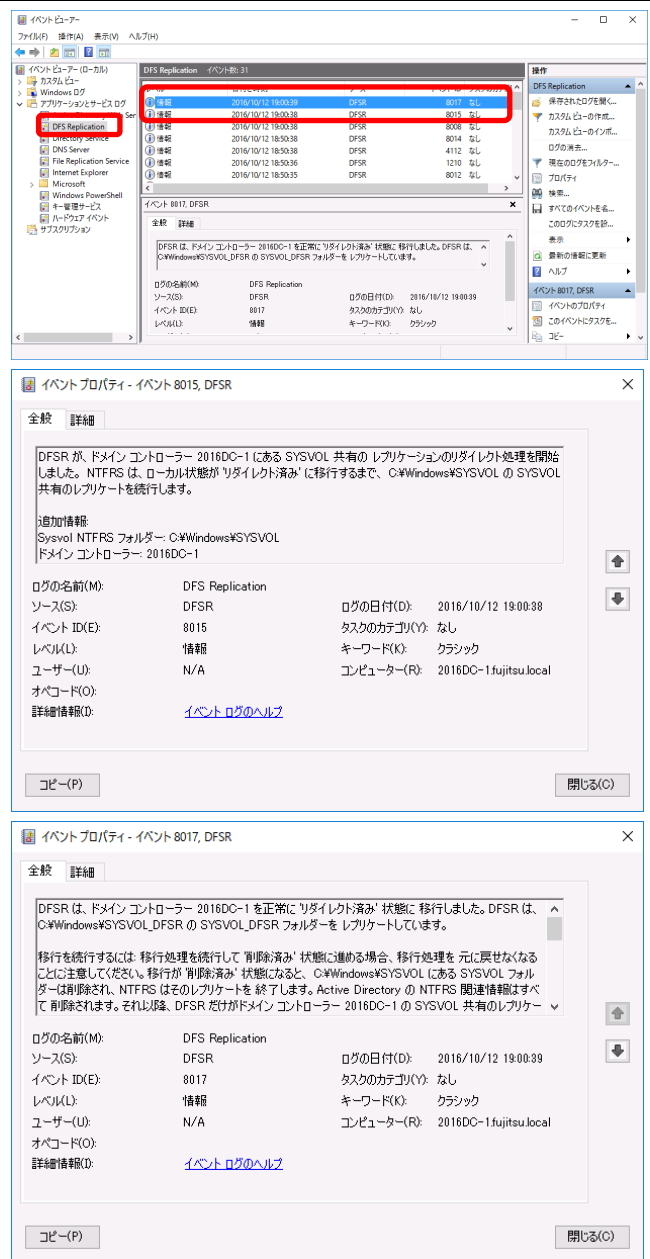 イベント ビューアー
ファイル(F) 操作(A) 表示(V) ヘルプ(H)
イベント ビューアー (ローカル)
カスタム ビュー
Windows ログ
アプリケーションとサービス ログ
DFS Replication
Directory Service
DNS Server
File Replication Service
Internet Explorer
Microsoft
Windows PowerShell
キー管理サービス
ハードウェア イベント
サブスクリプション
DFS Replication イベント数: 31
情報 2016/10/12 19:00:39 DFSR 8017 なし
情報 2016/10/12 19:00:38 DFSR 8015 なし
情報 2016/10/12 19:00:38 DFSR 8008 なし
情報 2016/10/12 18:50:38 DFSR 8014 なし
情報 2016/10/12 18:50:38 DFSR 4112 なし
情報 2016/10/12 18:50:36 DFSR 1210 なし
情報 2016/10/12 18:50:35 DFSR 8012 なし
イベント 8017, DFSR
全般 詳細
DFSR は、ドメイン コントローラー 2016DC-1 を正常に 'リダイレクト済み' 状態に 移行しました。DFSR は、
C:¥Windows¥SYSVOL_DFSR の SYSVOL_DFSR フォルダーを レプリケートしています。
ログの名前(M): DFS Replication
ソース(S): DFSR ログの日付(D): 2016/10/12 19:00:39
イベント ID(E): 8017 タスクのカテゴリ(Y): なし
レベル(L): 情報 キーワード(K): クラシック
操作
DFS Replication
保存されたログを開く...
カスタム ビューの作成...
カスタム ビューのインポ...
ログの消去...
現在のログをフィルター...
プロパティ
検索...
すべてのイベントを名...
このログにタスクを設...
表示
最新の情報に更新
ヘルプ
イベント 8017, DFSR
イベントのプロパティ
このイベントにタスクを...
コピー
イベント プロパティ - イベント 8015, DFSR
全般 詳細
DFSR が、ドメイン コントローラー 2016DC-1 にある SYSVOL 共有の レプリケーションのリダイレクト処理を開始
しました。 NTFRS は、ローカル状態が 'リダイレクト済み' に移行するまで、 C:¥Windows¥SYSVOL の SYSVOL
共有のレプリケートを続行します。
追加情報:
Sysvol NTFRS フォルダー: C:¥Windows¥SYSVOL
ドメイン コントローラー: 2016DC-1
ログの名前(M): DFS Replication
ソース(S): DFSR ログの日付(D): 2016/10/12 19:00:38
イベント ID(E): 8015 タスクのカテゴリ(Y): なし
レベル(L): 情報 キーワード(K): クラシック
ユーザー(U): N/A コンピューター(R): 2016DC-1.fujitsu.local
オペコード(O):
詳細情報(I): イベント ログのヘルプ
コピー(P) 閉じる(C)
イベント プロパティ - イベント 8017, DFSR
全般 詳細
DFSR は、ドメイン コントローラー 2016DC-1 を正常に 'リダイレクト済み' 状態に 移行しました。DFSR は、
C:¥Windows¥SYSVOL_DFSR の SYSVOL_DFSR フォルダーを レプリケートしています。
移行を続行するには: 移行処理を続行して '削除済み' 状態に進める場合、移行処理を 元に戻せなくなる
ことに注意してください。移行が '削除済み' 状態になると、 C:¥Windows¥SYSVOL にある SYSVOL フォル
ダーは削除され、NTFRS はそのレプリケートを 終了します。Active Directory の NTFRS 関連情報はすべ
て 削除されます。それ以降、DFSR だけがドメイン コントローラー 2016DC-1 の SYSVOL 共有のレプリケー
ログの名前(M): DFS Replication
ソース(S): DFSR ログの日付(D): 2016/10/12 19:00:39
イベント ID(E): 8017 タスクのカテゴリ(Y): なし
レベル(L): 情報 キーワード(K): クラシック
ユーザー(U): N/A コンピューター(R): 2016DC-1.fujitsu.local
オペコード(O):
詳細情報(I): イベント ログのヘルプ
コピー(P) 閉じる(C)